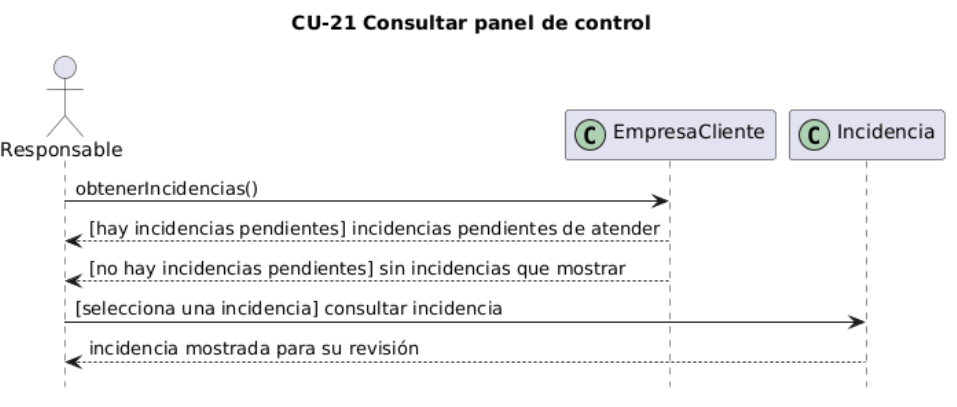 CU-21 Consultar panel de control
Responsable
C EmpresaCliente
C Incidencia
obtenerIncidencias()
[hay incidencias pendientes] incidencias pendientes de atender
[no hay incidencias pendientes] sin incidencias que mostrar
[selecciona una incidencia] consultar incidencia
incidencia mostrada para su revisión